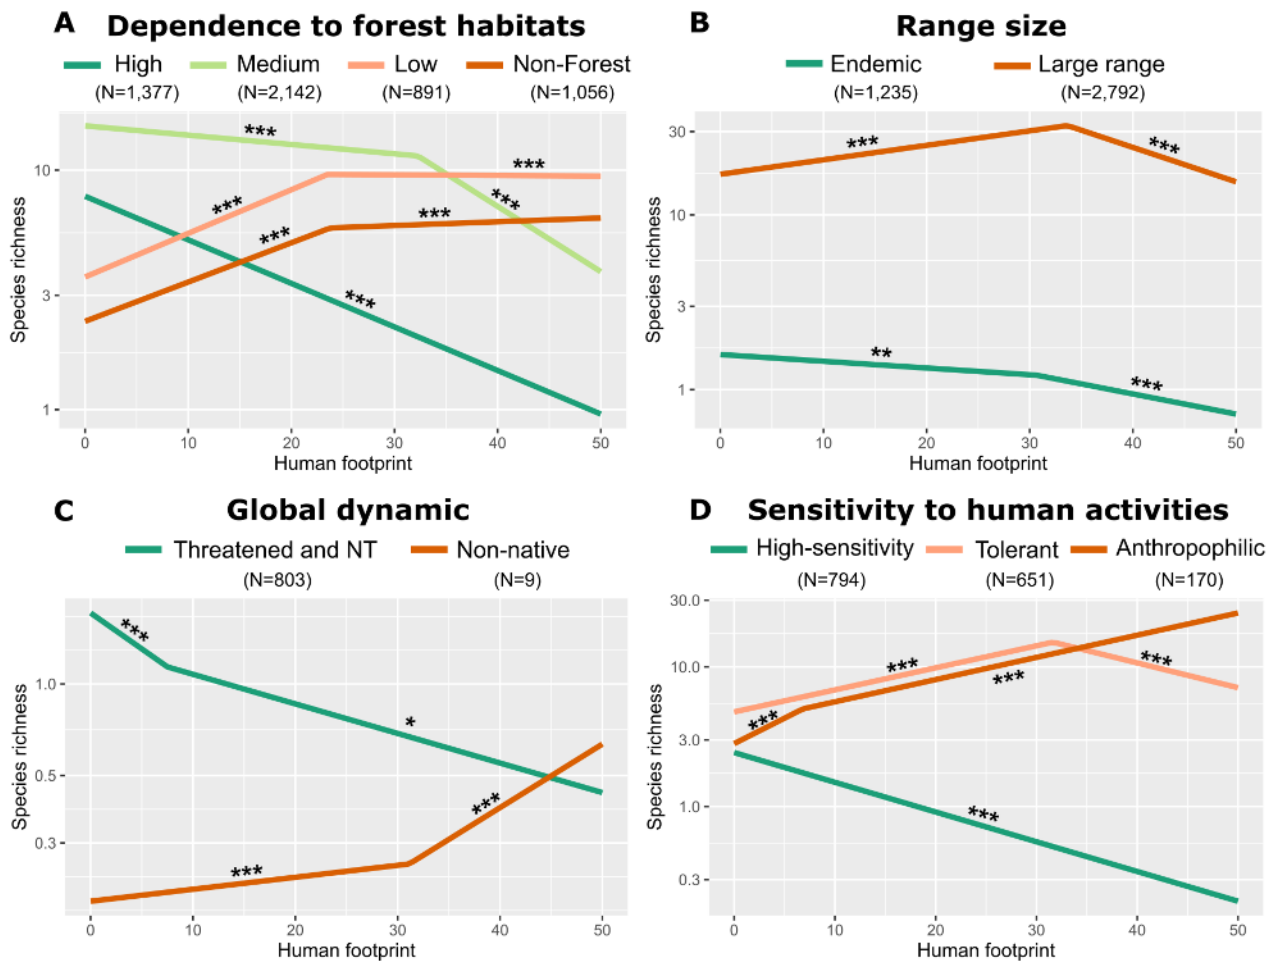 A Dependence to forest habitats
High Medium Low Non-Forest
(N=1,377) (N=2,142) (N=891) (N=1,056)
Species richness
10
3
1
*** *** *** *** *** *** ***
0 10 20 30 40 50
Human footprint
B Range size
Endemic Large range
(N=1,235) (N=2,792)
Species richness
30
10
3
1
*** *** ** ***
0 10 20 30 40 50
Human footprint
C Global dynamic
Threatened and NT Non-native
(N=803) (N=9)
Species richness
1.0
0.5
0.3
*** * *** ***
0 10 20 30 40 50
Human footprint
D Sensitivity to human activities
High-sensitivity Tolerant Anthropophilic
(N=794) (N=651) (N=170)
Species richness
30.0
10.0
3.0
1.0
0.3
*** *** *** *** ***
0 10 20 30 40 50
Human footprint